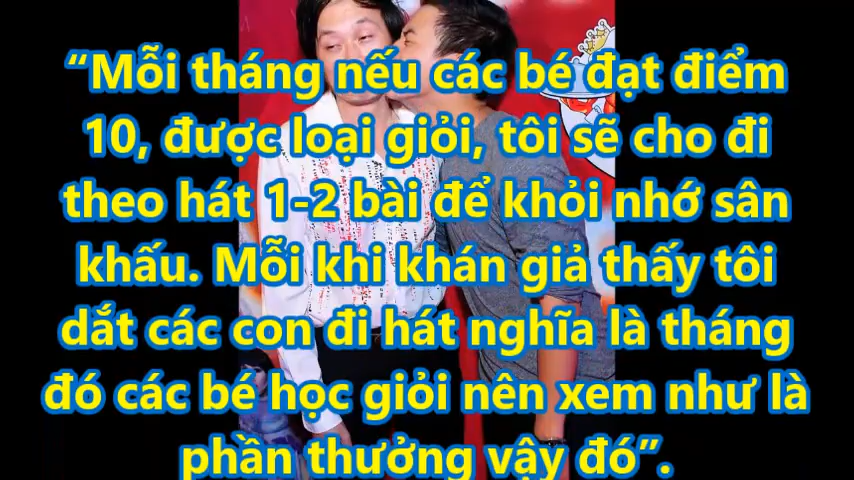 “Mỗi tháng nếu các bé đạt điểm
10, được loại giỏi, tôi sẽ cho đi
theo hát 1-2 bài để khỏi nhớ sân
khấu. Mỗi khi khán giả thấy tôi
dắt các con đi hát nghĩa là tháng
đó các bé học giỏi nên xem như là
phần thưởng vậy đó”.